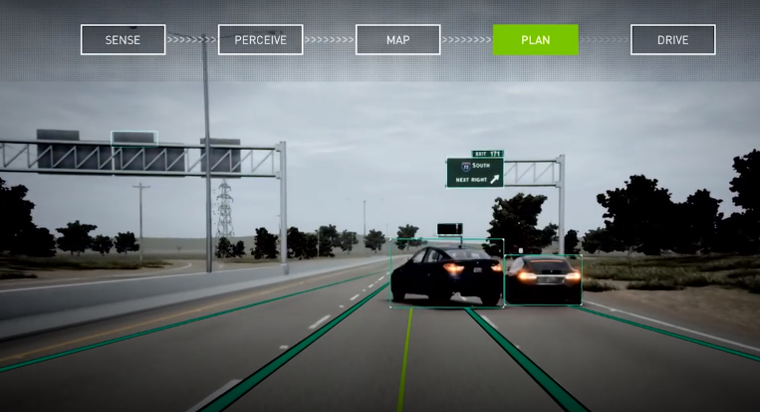 SENSE
PERCEIVE
MAP
PLAN
DRIVE
EXIT 171
SOUTH
NEXT RIGHT